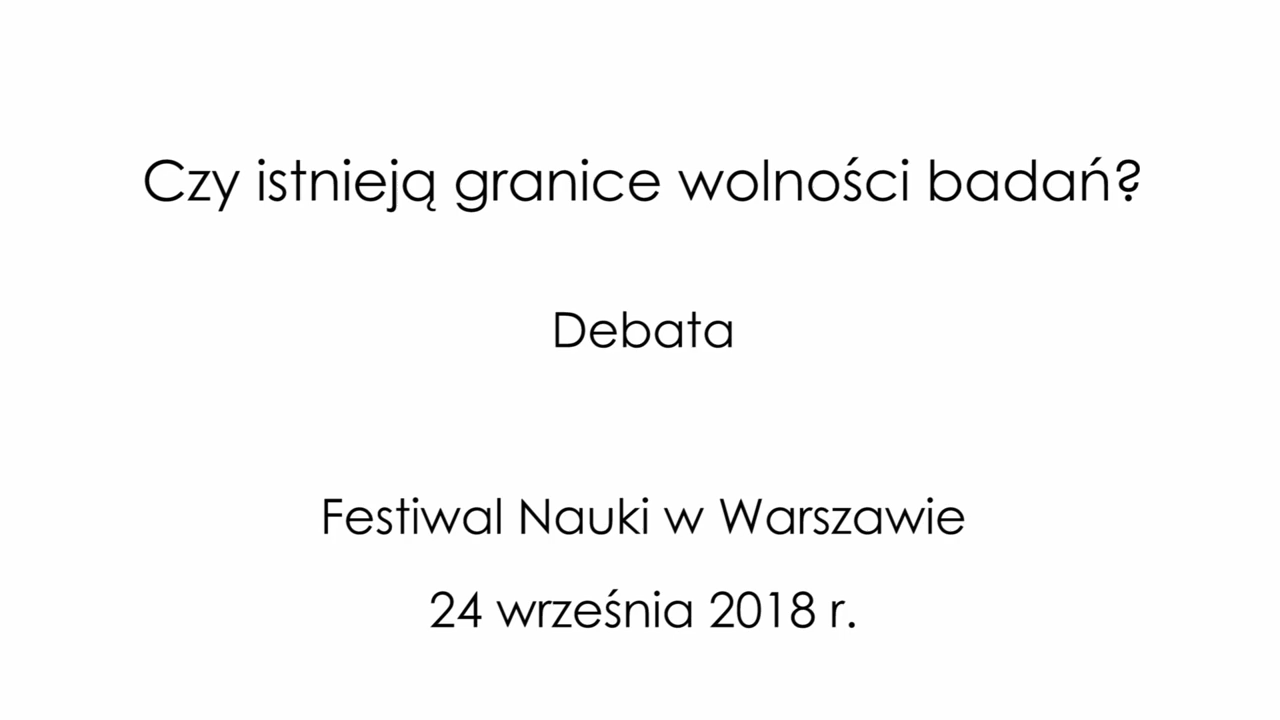 Czy istnieją granice wolności badań?
Debata
Festiwal Nauki w Warszawie
24 września 2018 r.